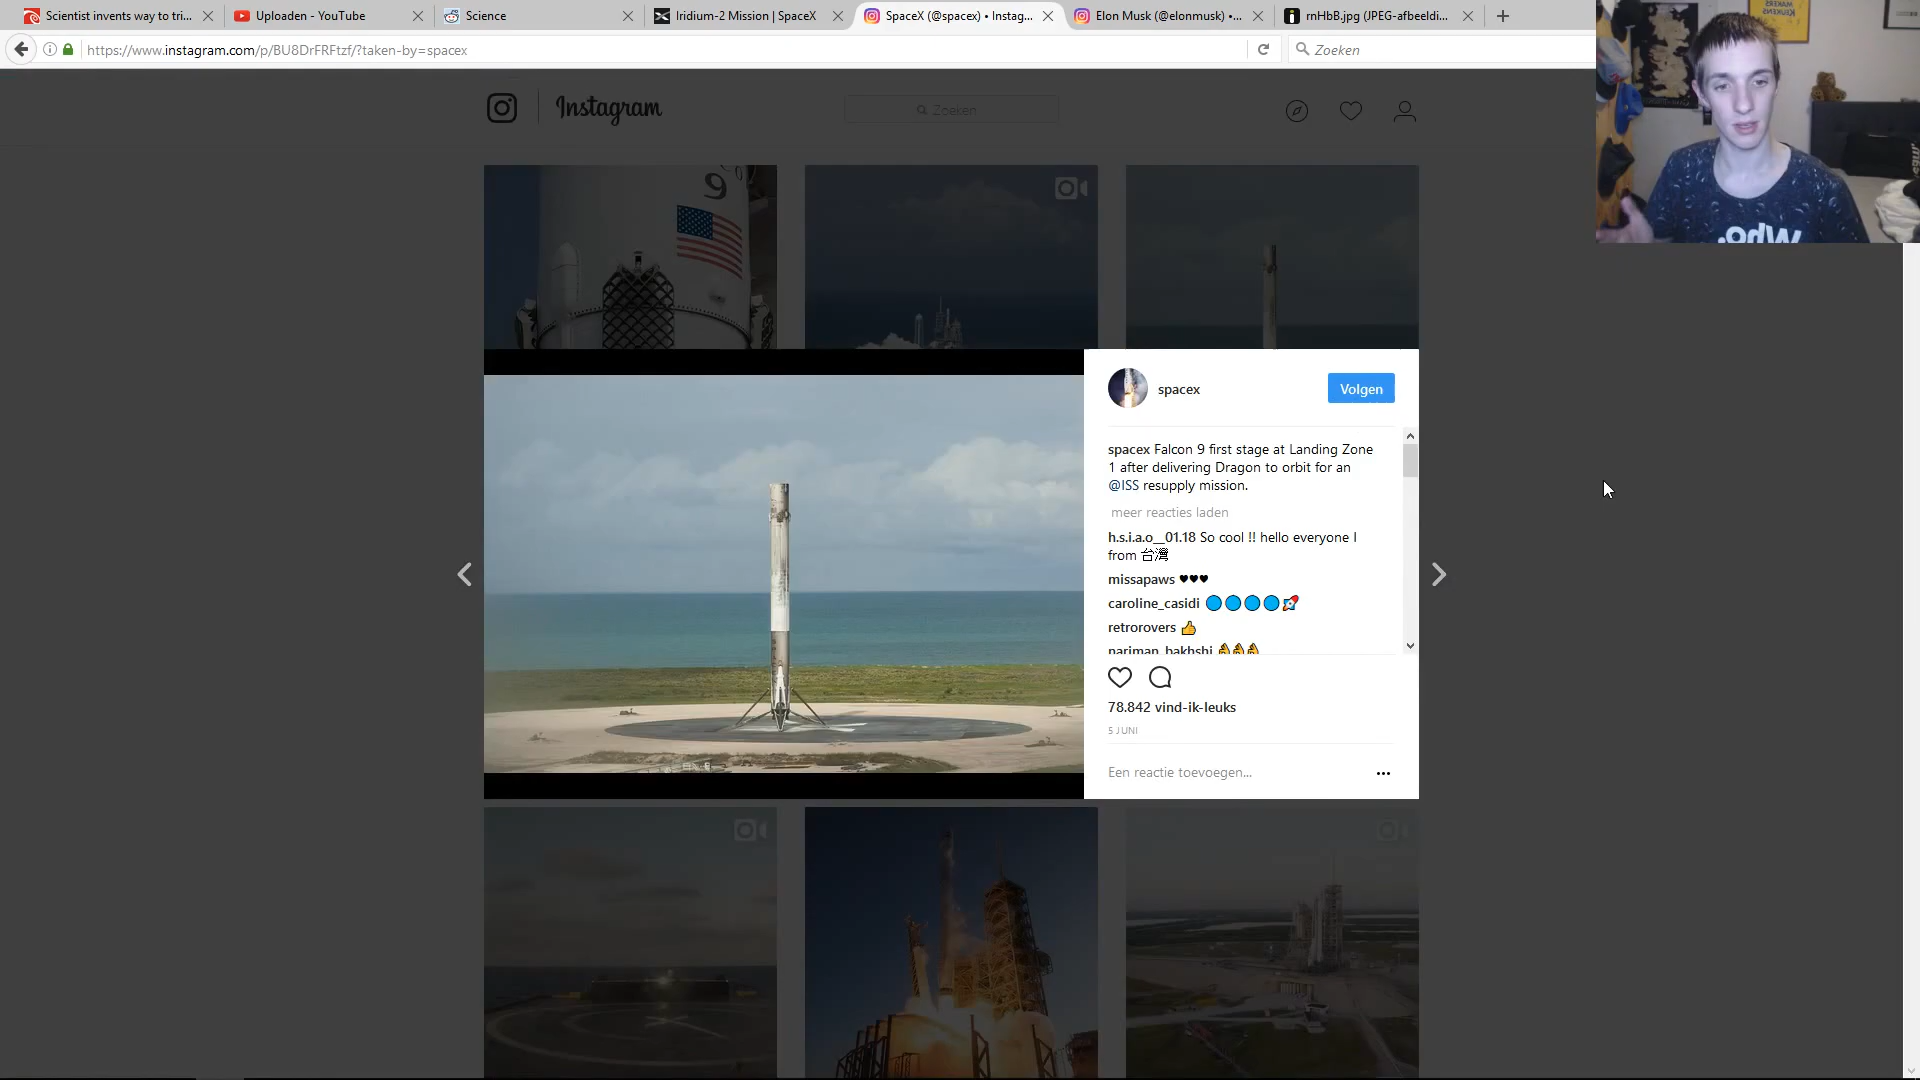 Scientist invents way to tri...
Uploaden - YouTube
Science
Iridium-2 Mission | SpaceX
SpaceX (@spacex) • Instag...
Elon Musk (@elonmusk) •...
rnHbB.jpg (JPEG-afbeeldi...
https://www.instagram.com/p/BU8DrFRFtzf/?taken-by=spacex
Zoeken
Instagram
Zoeken
9
spacex
Volgen
spacex Falcon 9 first stage at Landing Zone
1 after delivering Dragon to orbit for an
@ISS resupply mission.
meer reacties laden
h.s.i.a.o__01.18 So cool !! hello everyone I
from 台灣
missapaws ♥♥♥
caroline_casidi 🔵🔵🔵🔵🚀
retrorovers 👍
nariman_bakhshi 👌👌👌
78.842 vind-ik-leuks
5 JUNI
Een reactie toevoegen...
Who.